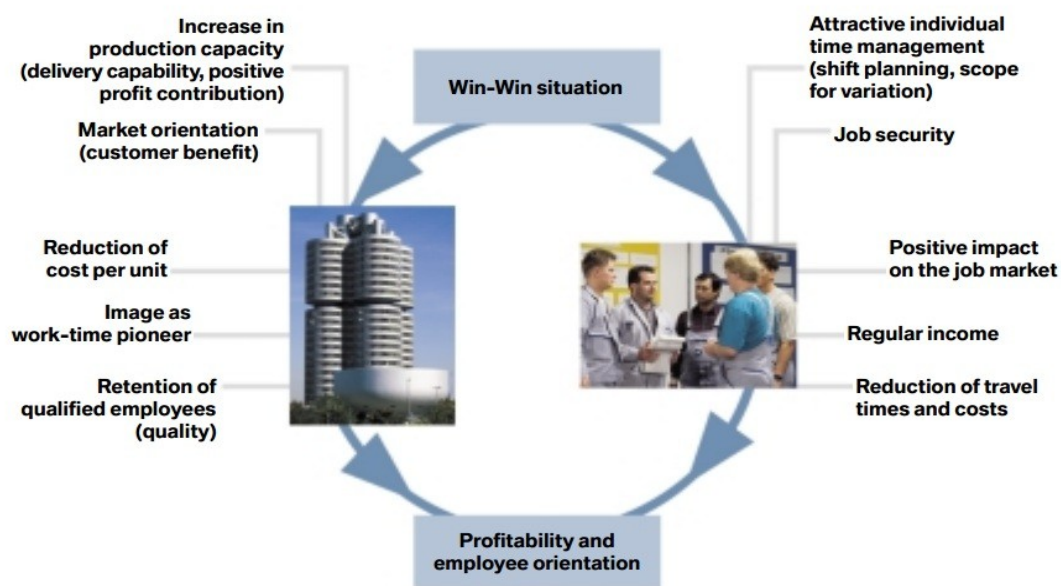 Increase in
production capacity
(delivery capability, positive
profit contribution)
Market orientation
(customer benefit)
Reduction of
cost per unit
Image as
work-time pioneer
Retention of
qualified employees
(quality)
Win-Win situation
Attractive individual
time management
(shift planning, scope
for variation)
Job security
Positive impact
on the job market
Regular income
Reduction of travel
times and costs
Profitability and
employee orientation